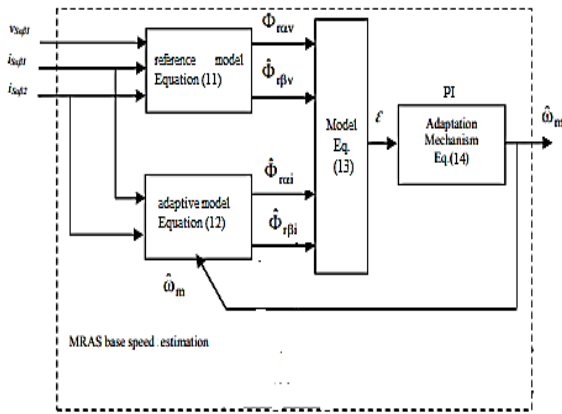 v_Sαβ1
i_Sαβ1
i_Sαβ2
reference model
Equation (11)
Φ̂_rαv
Φ̂_rβv
adaptive model
Equation (12)
Φ̂_rαi
Φ̂_rβi
Model
Eq.
(13)
ε
PI
Adaptation
Mechanism
Eq.(14)
ω̂_m
ω̂_m
MRAS base speed .estimation